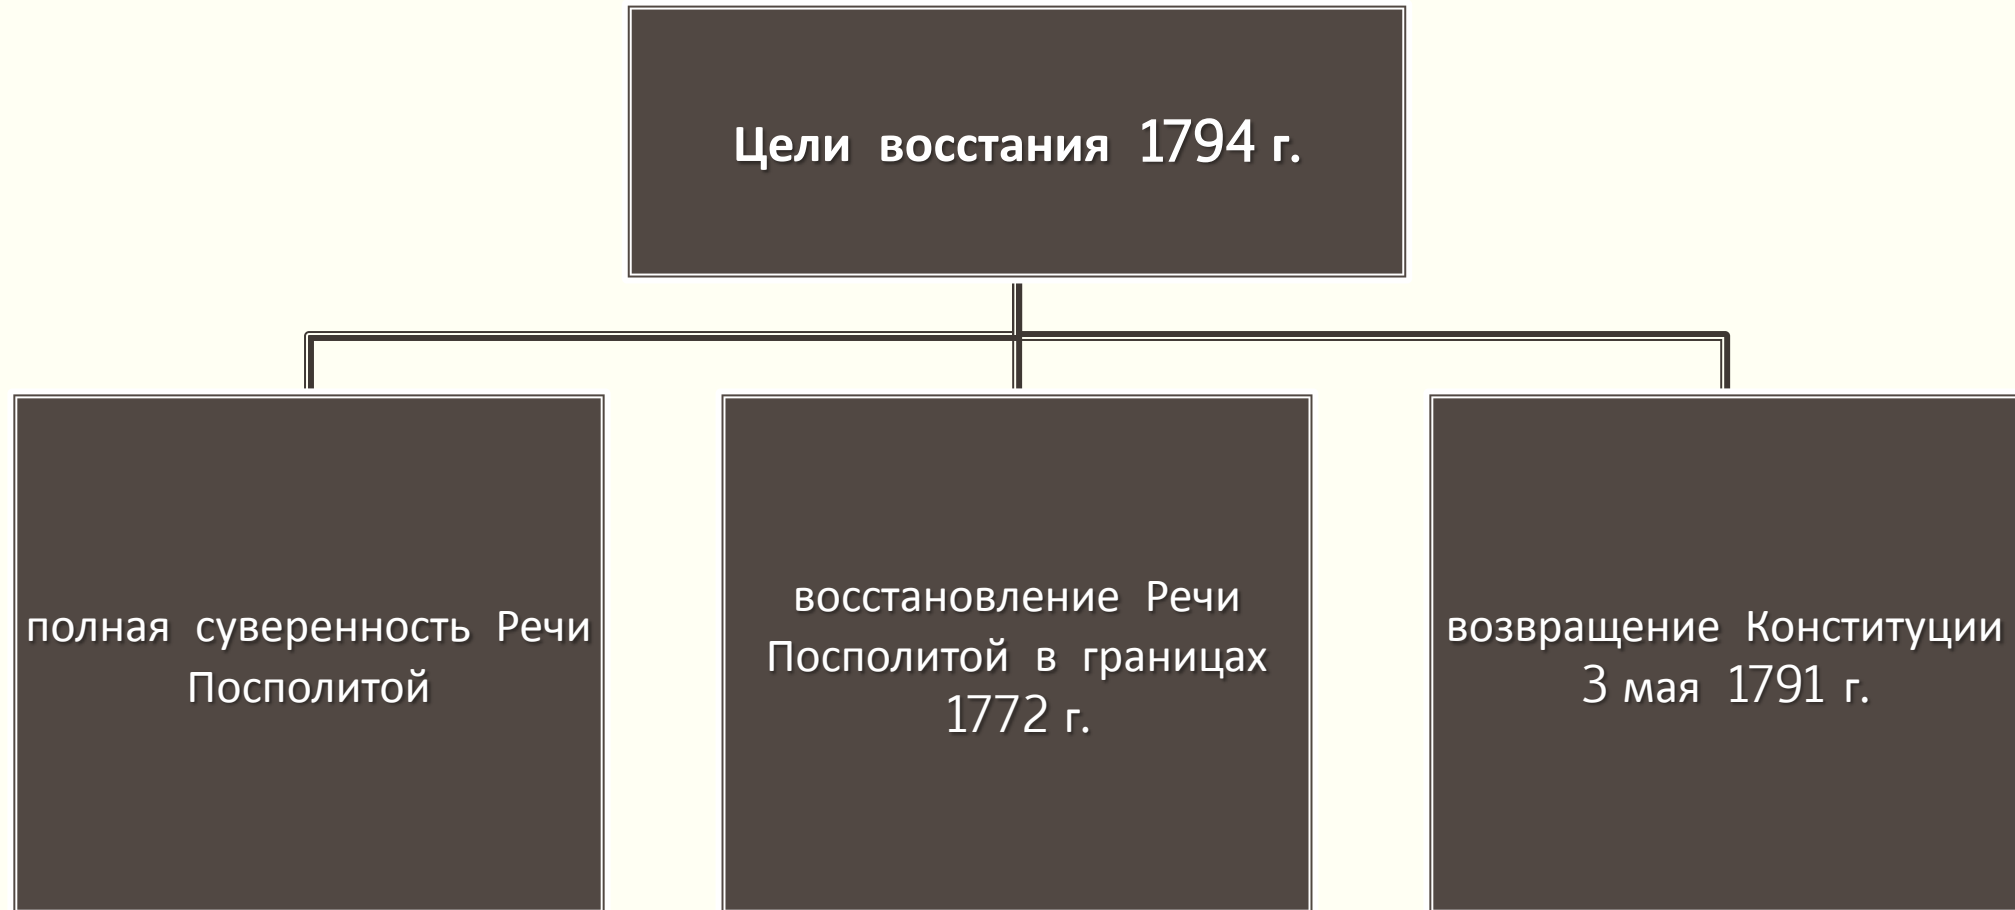 Цели восстания 1794 г.
полная суверенность Речи
Посполитой
восстановление Речи
Посполитой в границах
1772 г.
возвращение Конституции
3 мая 1791 г.